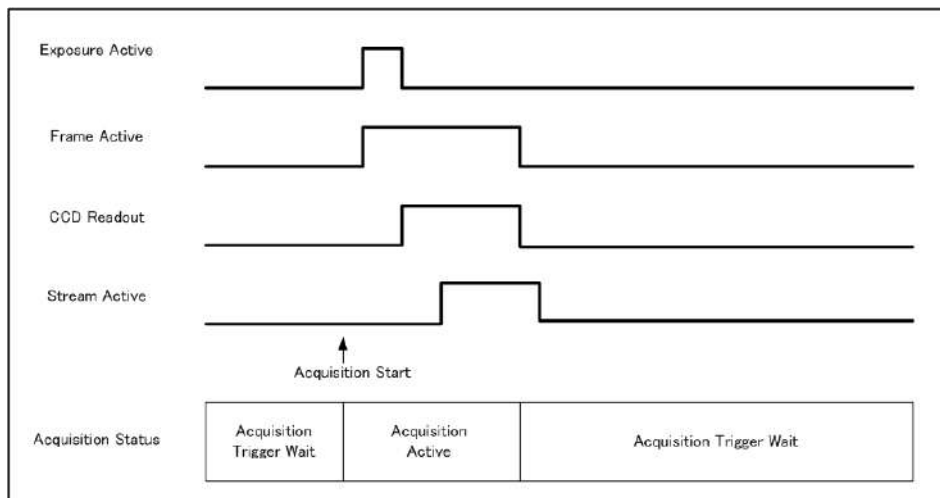 Exposure Active
Frame Active
CCD Readout
Stream Active
Acquisition Start
Acquisition Status
Acquisition
Trigger Wait
Acquisition
Active
Acquisition Trigger Wait